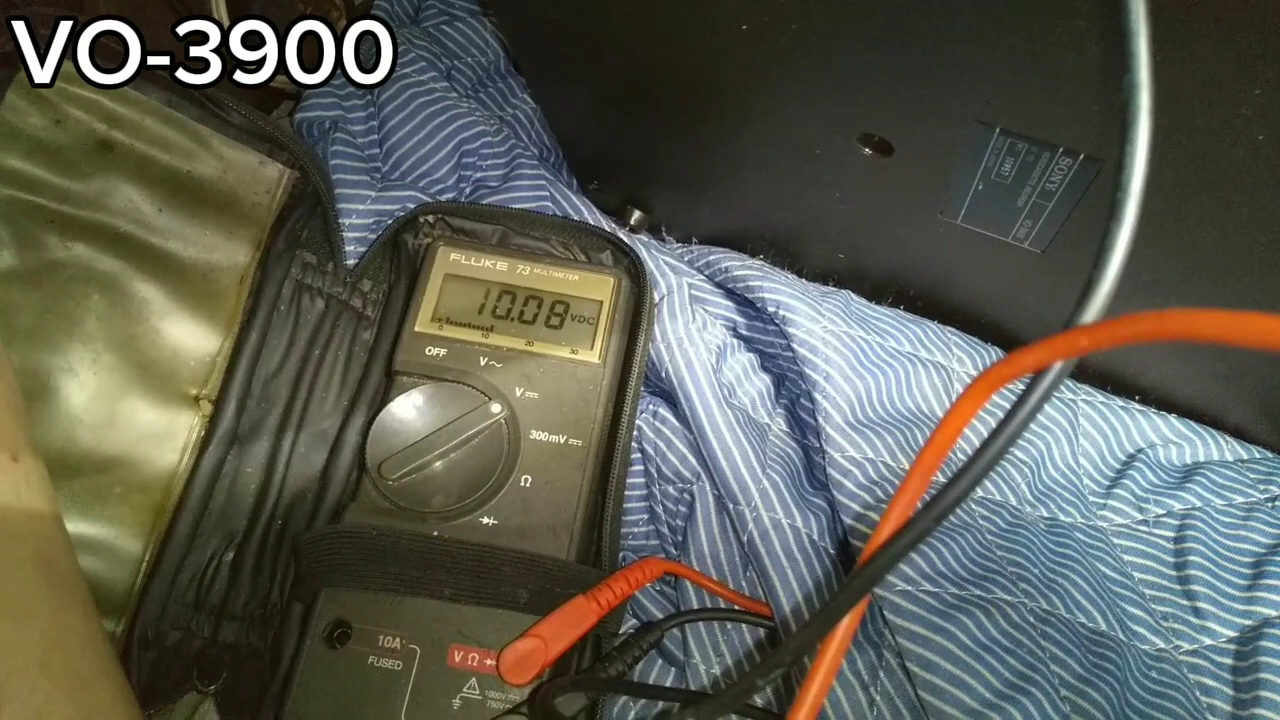 VO-3900
FLUKE 73 MULTIMETER
10.08 VDC
0 10 20 30
OFF
V~
V⎓
300mV⎓
Ω
10A
FUSED
V Ω
1000V⎓
750V
SONY